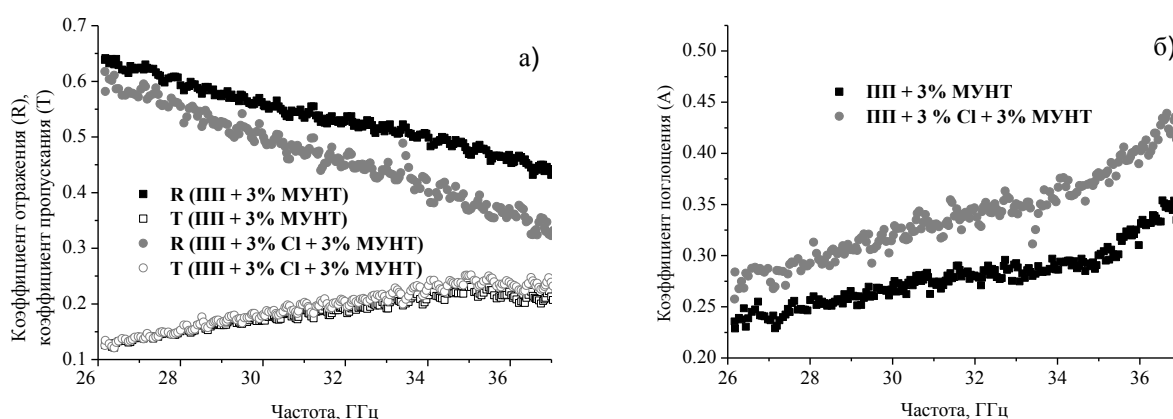 0.7
0.6
0.5
0.4
0.3
0.2
0.1
26
28
30
32
34
36
Коэффициент отражения (R),
коэффициент пропускания (T)
Частота, ГГц
а)
R (ПП + 3% МУНТ)
T (ПП + 3% МУНТ)
R (ПП + 3% Cl + 3% МУНТ)
T (ПП + 3% Cl + 3% МУНТ)
0.50
0.45
0.40
0.35
0.30
0.25
0.20
26
28
30
32
34
36
Коэффициент поглощения (A)
Частота, ГГц
б)
ПП + 3% МУНТ
ПП + 3 % Cl + 3% МУНТ